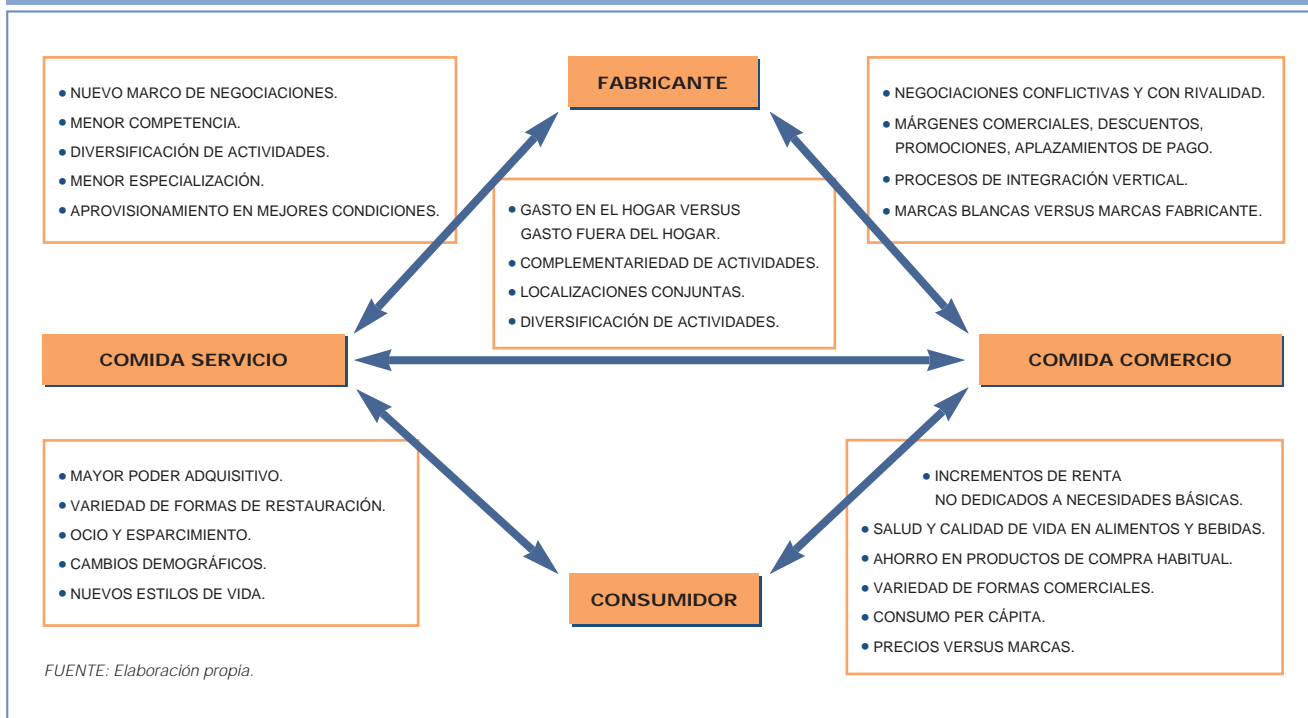 FABRICANTE
● NUEVO MARCO DE NEGOCIACIONES.
● MENOR COMPETENCIA.
● DIVERSIFICACIÓN DE ACTIVIDADES.
● MENOR ESPECIALIZACIÓN.
● APROVISIONAMIENTO EN MEJORES CONDICIONES.
● NEGOCIACIONES CONFLICTIVAS Y CON RIVALIDAD.
● MÁRGENES COMERCIALES, DESCUENTOS,
PROMOCIONES, APLAZAMIENTOS DE PAGO.
● PROCESOS DE INTEGRACIÓN VERTICAL.
● MARCAS BLANCAS VERSUS MARCAS FABRICANTE.
● GASTO EN EL HOGAR VERSUS
GASTO FUERA DEL HOGAR.
● COMPLEMENTARIEDAD DE ACTIVIDADES.
● LOCALIZACIONES CONJUNTAS.
● DIVERSIFICACIÓN DE ACTIVIDADES.
COMIDA SERVICIO
COMIDA COMERCIO
● MAYOR PODER ADQUISITIVO.
● VARIEDAD DE FORMAS DE RESTAURACIÓN.
● OCIO Y ESPARCIMIENTO.
● CAMBIOS DEMOGRÁFICOS.
● NUEVOS ESTILOS DE VIDA.
CONSUMIDOR
● INCREMENTOS DE RENTA
NO DEDICADOS A NECESIDADES BÁSICAS.
● SALUD Y CALIDAD DE VIDA EN ALIMENTOS Y BEBIDAS.
● AHORRO EN PRODUCTOS DE COMPRA HABITUAL.
● VARIEDAD DE FORMAS COMERCIALES.
● CONSUMO PER CÁPITA.
● PRECIOS VERSUS MARCAS.
FUENTE: Elaboración propia.